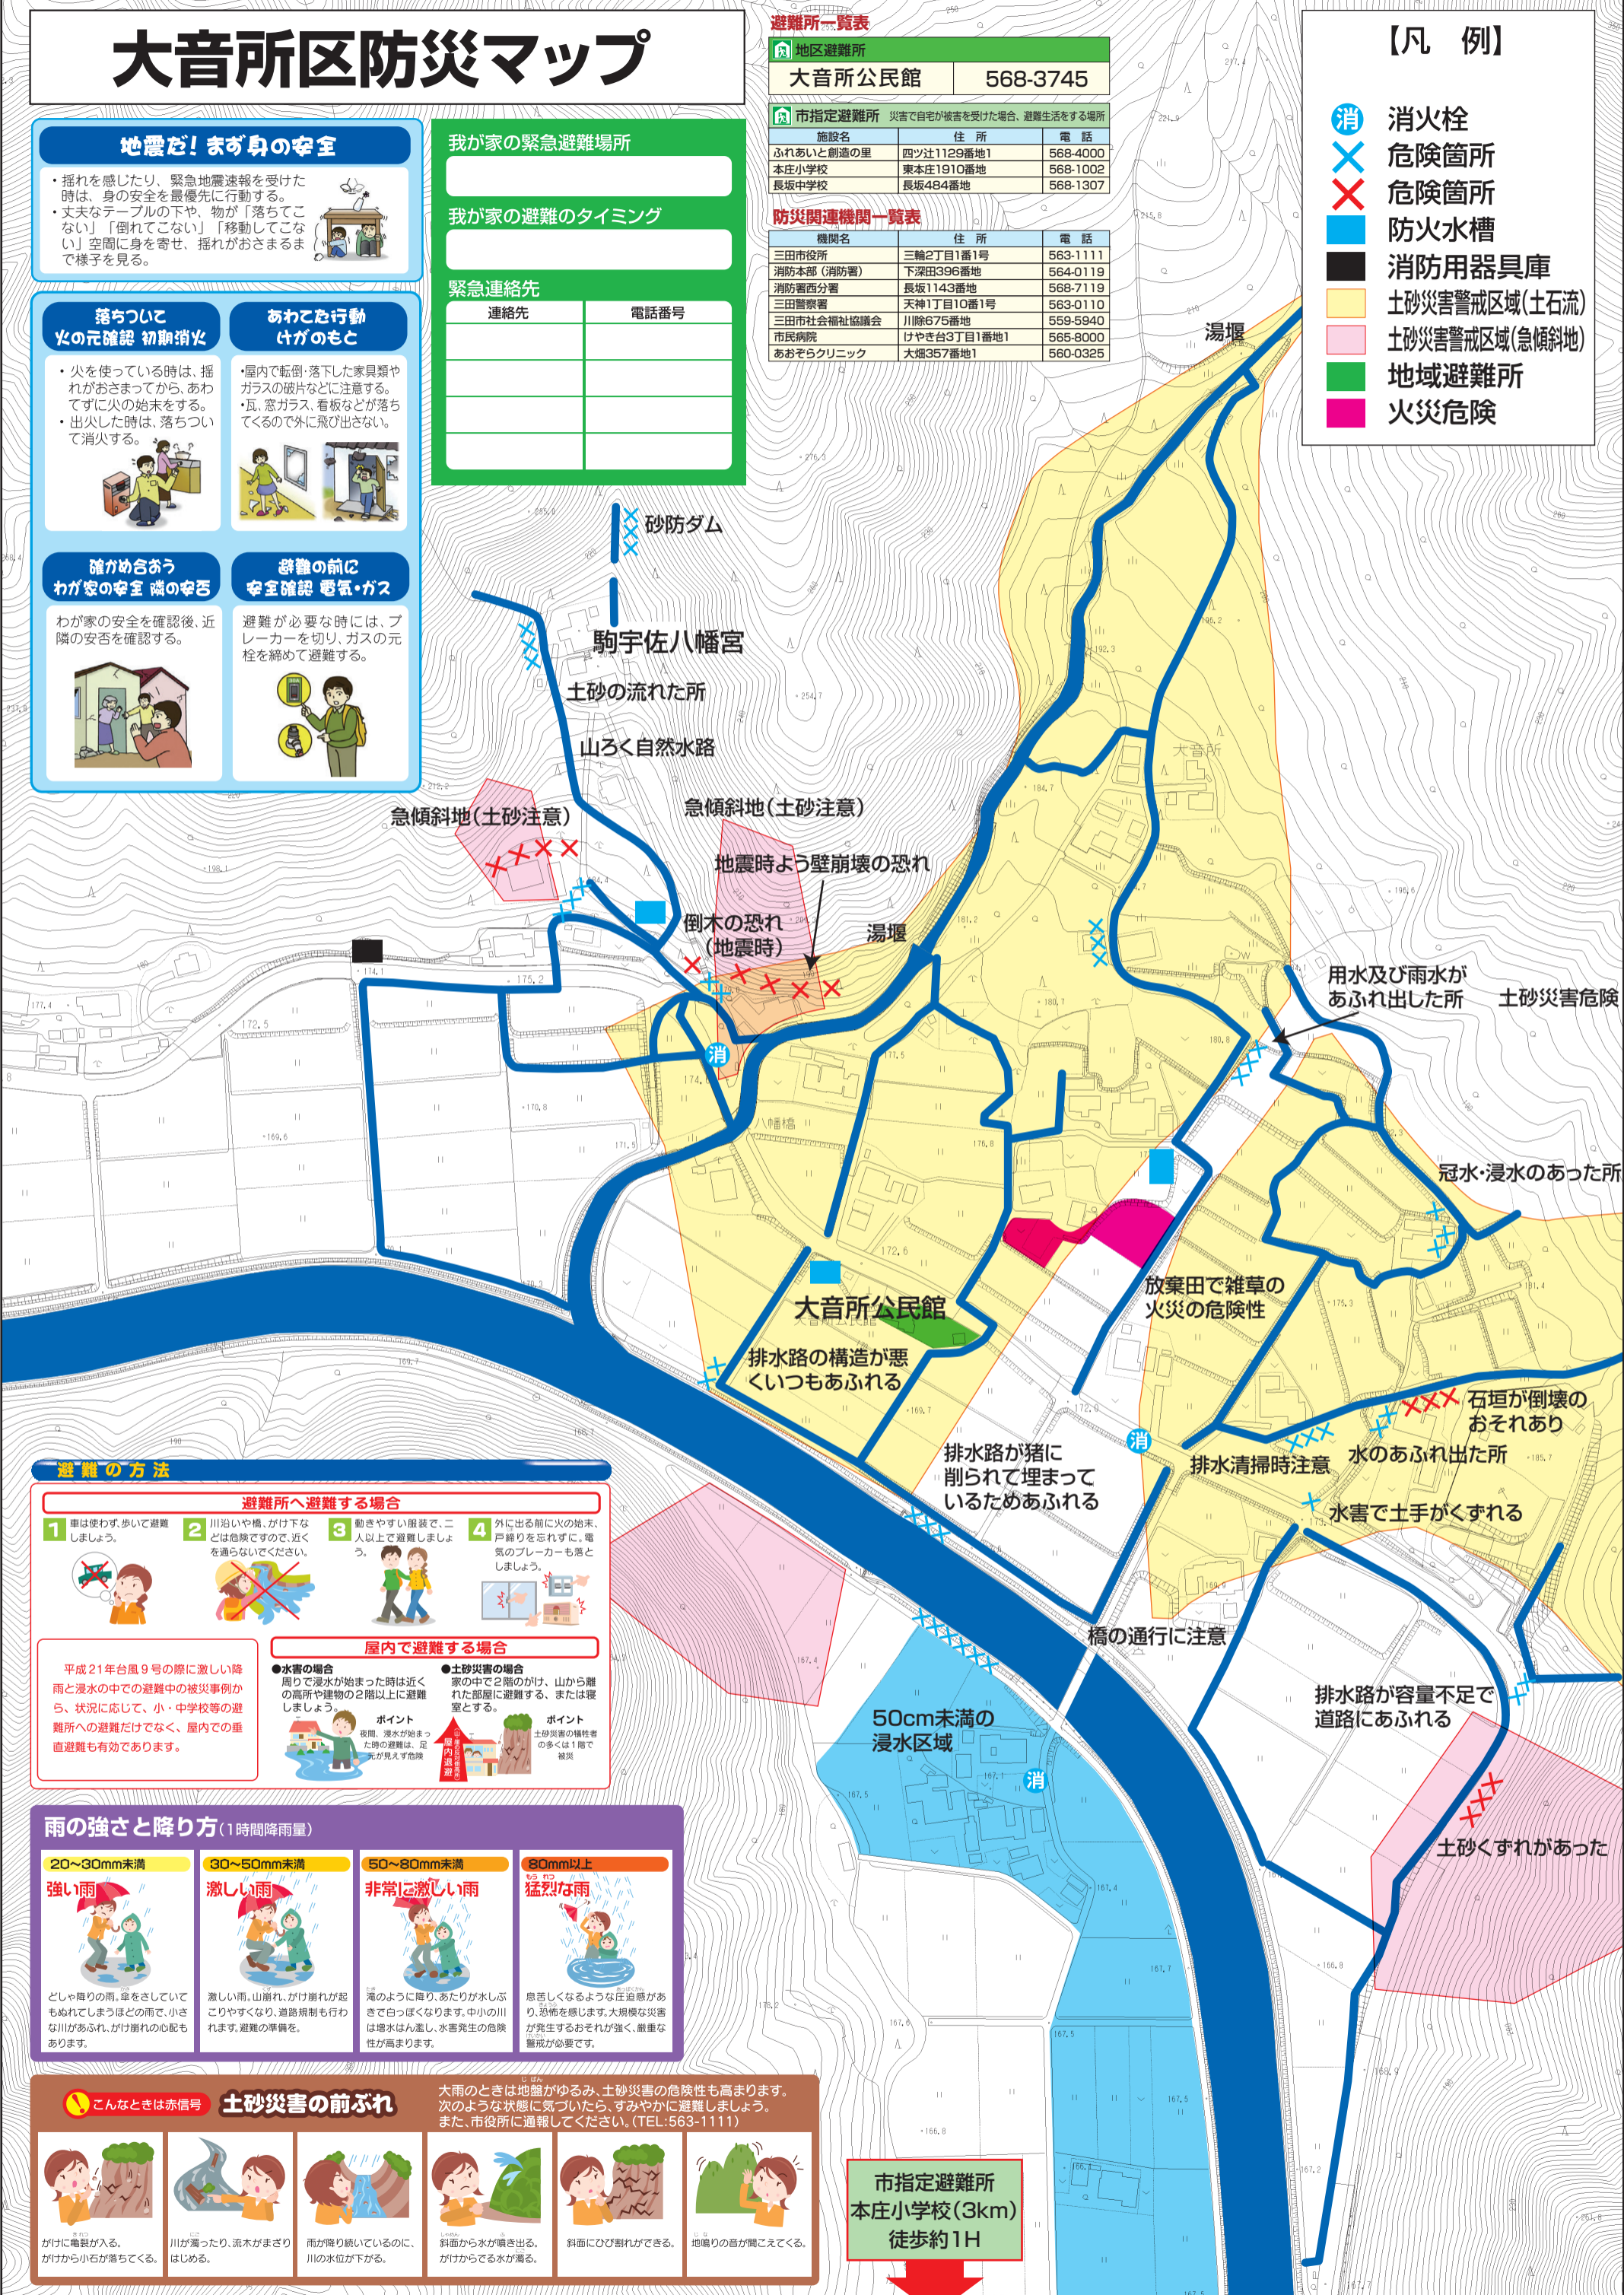 大音所区防災マップ
地震だ！まず身の安全
・揺れを感じたり、緊急地震速報を受けた
時は、身の安全を最優先に行動する。
・丈夫なテーブルの下や、物が「落ちてこ
ない」「倒れてこない」「移動してこな
い」空間に身を寄せ、揺れがおさまるま
で様子を見る。
落ちついて
火の元確認 初期消火
・火を使っている時は、揺
れがおさまってから、あわ
てずに火の始末をする。
・出火した時は、落ちつい
て消火する。
あわてた行動
けがのもと
・屋内で転倒・落下した家具類や
ガラスの破片などに注意する。
・瓦、窓ガラス、看板などが落ち
てくるので外に飛び出さない。
確かめ合おう
わが家の安全 隣の安否
わが家の安全を確認後、近
隣の安否を確認する。
避難の前に
安全確認 電気・ガス
避難が必要な時には、ブ
レーカーを切り、ガスの元
栓を締めて避難する。
我が家の緊急避難場所
我が家の避難のタイミング
緊急連絡先
連絡先 電話番号
避難所一覧表
地区避難所
大音所公民館 568-3745
市指定避難所 災害で自宅が被害を受けた場合、避難生活をする場所
施設名 住所 電話
ふれあいと創造の里 四ツ辻1129番地1 568-4000
本庄小学校 東本庄1910番地 568-1002
長坂中学校 長坂484番地 568-1307
防災関連機関一覧表
機関名 住所 電話
三田市役所 三輪2丁目1番1号 563-1111
消防本部（消防署） 下深田396番地 564-0119
消防署西分署 長坂1143番地 568-7119
三田警察署 天神1丁目10番1号 563-0110
三田市社会福祉協議会 川除675番地 559-5940
市民病院 けやき台3丁目1番地1 565-8000
あおぞらクリニック 大畑357番地1 560-0325
【凡 例】
消 消火栓
危険箇所
危険箇所
防火水槽
消防用器具庫
土砂災害警戒区域（土石流）
土砂災害警戒区域（急傾斜地）
地域避難所
火災危険
湯堰
砂防ダム
駒宇佐八幡宮
土砂の流れた所
山ろく自然水路
大音所
急傾斜地（土砂注意）
急傾斜地（土砂注意）
地震時よう壁崩壊の恐れ
倒木の恐れ
（地震時）
湯堰
用水及び雨水が
あふれ出した所
土砂災害危険
消
八幡橋
冠水・浸水のあった所
放棄田で雑草の
火災の危険性
大音所公民館
排水路の構造が悪
くいつもあふれる
石垣が倒壊の
おそれあり
消
排水路が猪に
削られて埋まって
いるためあふれる
排水清掃時注意
水のあふれ出た所
水害で土手がくずれる
橋の通行に注意
排水路が容量不足で
道路にあふれる
50cm未満の
浸水区域
消
土砂くずれがあった
避難の方法
避難所へ避難する場合
1 車は使わず、歩いて避難
しましょう。
2 川沿いや橋、がけ下な
どは危険ですので、近く
を通らないでください。
3 動きやすい服装で、二
人以上で避難しましょ
う。
4 外に出る前に火の始末、
戸締りを忘れずに。電
気のブレーカーも落と
しましょう。
平成21年台風9号の際に激しい降
雨と浸水の中での避難中の被災事例か
ら、状況に応じて、小・中学校等の避
難所への避難だけでなく、屋内での垂
直避難も有効であります。
屋内で避難する場合
●水害の場合
周りで浸水が始まった時は近く
の高所や建物の2階以上に避難
しましょう。
ポイント
夜間、浸水が始まっ
た時の避難は、足
元が見えず危険
●土砂災害の場合
家の中で2階のがけ、山から離
れた部屋に避難する、または寝
室とする。
屋内退避
ポイント
土砂災害の犠牲者
の多くは1階で
被災
雨の強さと降り方（1時間降雨量）
20～30mm未満
強い雨
どしゃ降りの雨。傘をさしていて
もぬれてしまうほどの雨で、小さ
な川があふれ、がけ崩れの心配も
あります。
30～50mm未満
激しい雨
激しい雨。山崩れ、がけ崩れが起
こりやすくなり、道路規制も行わ
れます。避難の準備を。
50～80mm未満
非常に激しい雨
滝のように降り、あたりが水しぶ
きで白っぽくなります。中小の川
は増水はん濫し、水害発生の危険
性が高まります。
80mm以上
猛烈な雨
息苦しくなるような圧迫感があ
り、恐怖を感じます。大規模な災害
が発生するおそれが強く、厳重な
警戒が必要です。
こんなときは赤信号 土砂災害の前ぶれ
大雨のときは地盤がゆるみ、土砂災害の危険性も高まります。
次のような状態に気づいたら、すみやかに避難しましょう。
また、市役所に通報してください。（TEL:563-1111）
がけに亀裂が入る。
がけから小石が落ちてくる。
川が濁ったり、流木がまざり
はじめる。
雨が降り続いているのに、
川の水位が下がる。
斜面から水が噴き出る。
がけからでる水が濁る。
斜面にひび割れができる。
地鳴りの音が聞こえてくる。
市指定避難所
本庄小学校（3km）
徒歩約1H